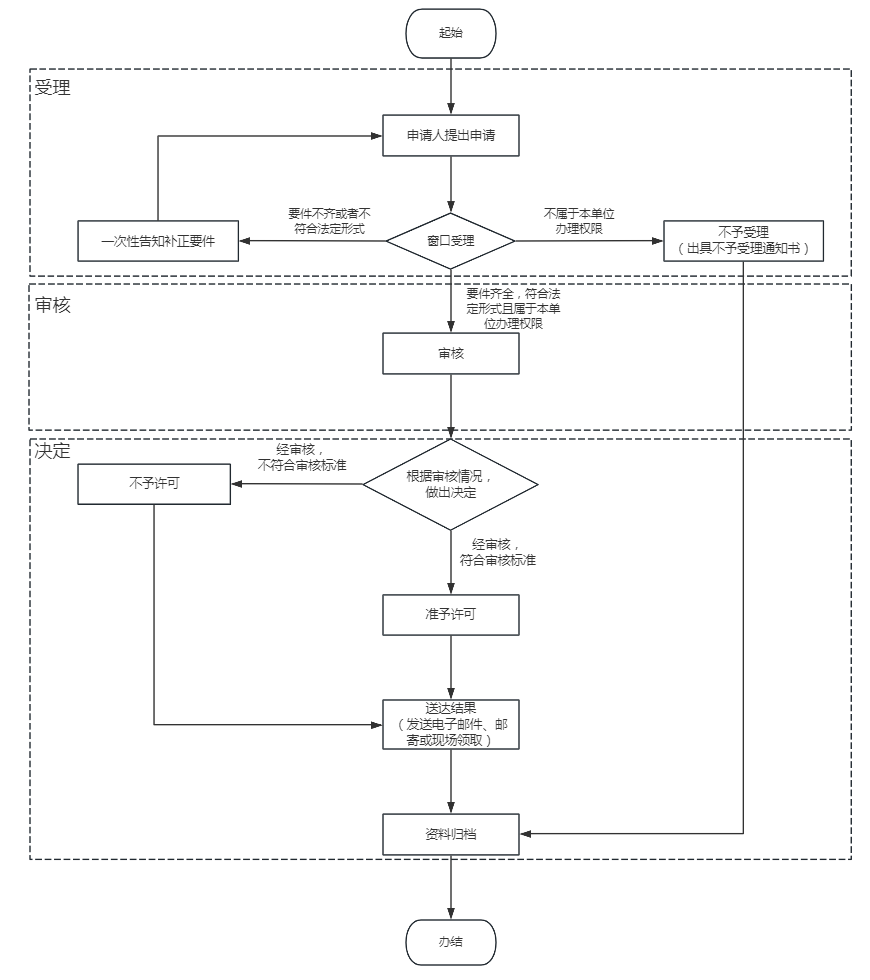 起始
受理
申请人提出申请
要件不齐或者不
符合法定形式
不属于本单位
办理权限
一次性告知补正要件
窗口受理
不予受理
（出具不予受理通知书）
审核
要件齐全，符合法
定形式且属于本单
位办理权限
审核
决定
经审核，
不符合审核标准
不予许可
根据审核情况，
做出决定
经审核，
符合审核标准
准予许可
送达结果
（发送电子邮件、邮
寄或现场领取）
资料归档
办结